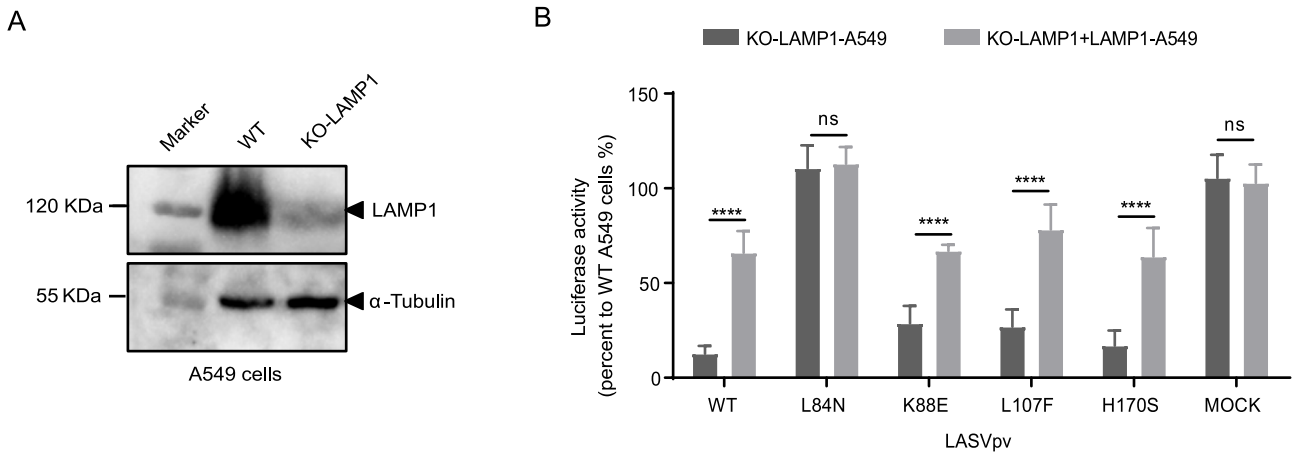 A
Marker
WT
KO-LAMP1
120 KDa
LAMP1
55 KDa
α-Tubulin
A549 cells
B
KO-LAMP1-A549
KO-LAMP1+LAMP1-A549
Luciferase activity
(percent to WT A549 cells %)
150
100
50
0
****
ns
****
****
****
ns
WT
L84N
K88E
L107F
H170S
MOCK
LASVpv